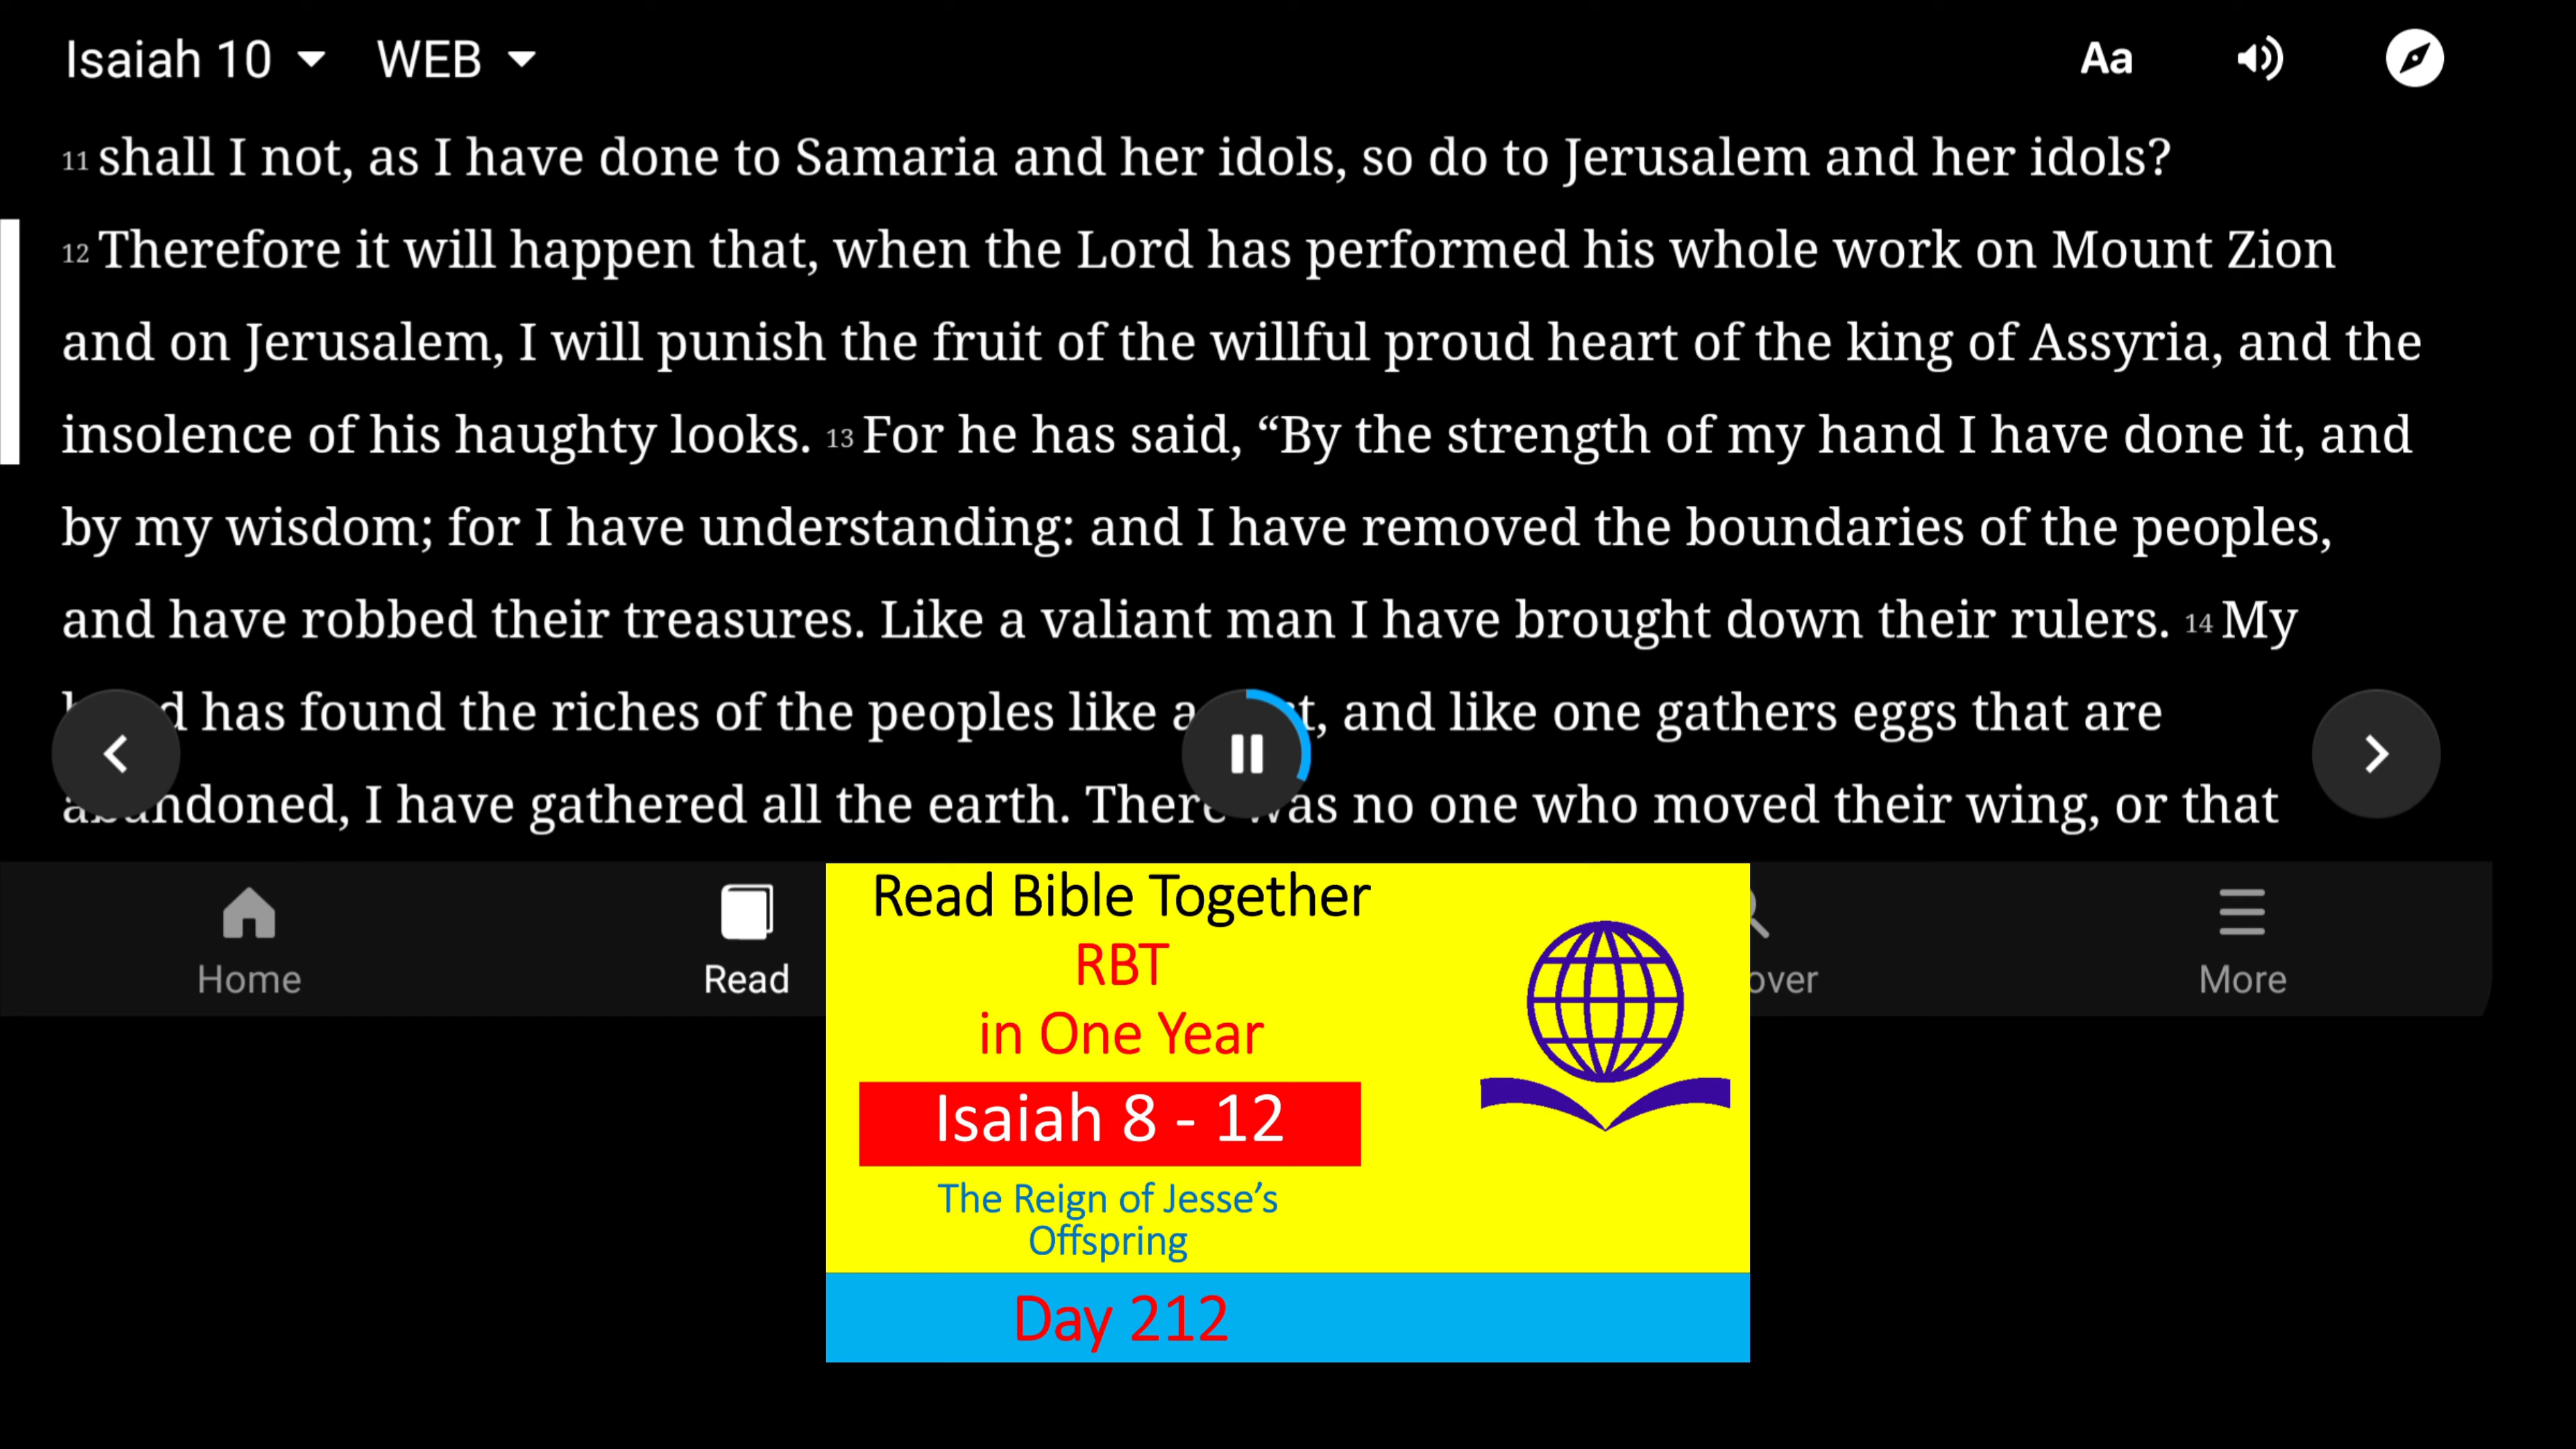 Isaiah 10 WEB Aa
11 shall I not, as I have done to Samaria and her idols, so do to Jerusalem and her idols?
12 Therefore it will happen that, when the Lord has performed his whole work on Mount Zion
and on Jerusalem, I will punish the fruit of the willful proud heart of the king of Assyria, and the
insolence of his haughty looks. 13 For he has said, “By the strength of my hand I have done it, and
by my wisdom; for I have understanding: and I have removed the boundaries of the peoples,
and have robbed their treasures. Like a valiant man I have brought down their rulers. 14 My
has found the riches of the peoples like a and like one gathers eggs that are
I have gathered all the earth. There was no one who moved their wing, or that
Home
Read
over
More
Read Bible Together
RBT
in One Year
Isaiah 8 - 12
The Reign of Jesse’s
Offspring
Day 212